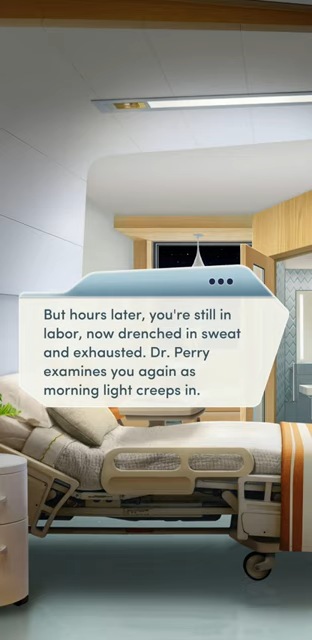 But hours later, you're still in
labor, now drenched in sweat
and exhausted. Dr. Perry
examines you again as
morning light creeps in.